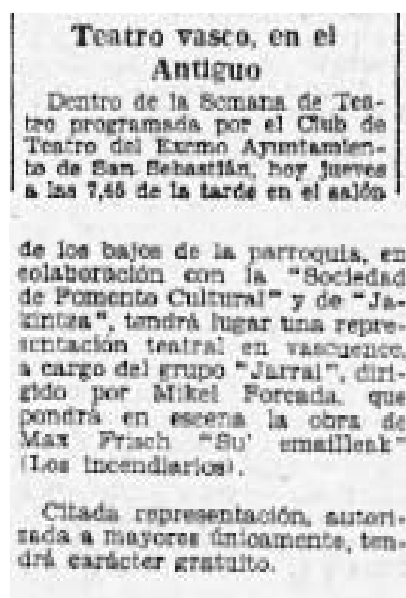 Teatro vasco, en el
Antiguo
Dentro de la Semana de Tea-
tro programada por el Club de
Teatro del Excmo Ayuntamien-
to de San Sebastián, hoy jueves
a las 7,45 de la tarde en el salón
de los bajos de la parroquia, en
colaboración con la "Sociedad
de Fomento Cultural" y de "Ja-
kintza", tendrá lugar una repre-
sentación teatral en vascuence,
a cargo del grupo "Jarrai", diri-
gido por Mikel Forcada, que
pondrá en escena la obra de
Max Frisch "Su' emailleak"
(Los incendiarios).
Citada representación, autori-
zada a mayores únicamente, ten-
drá carácter gratuito.